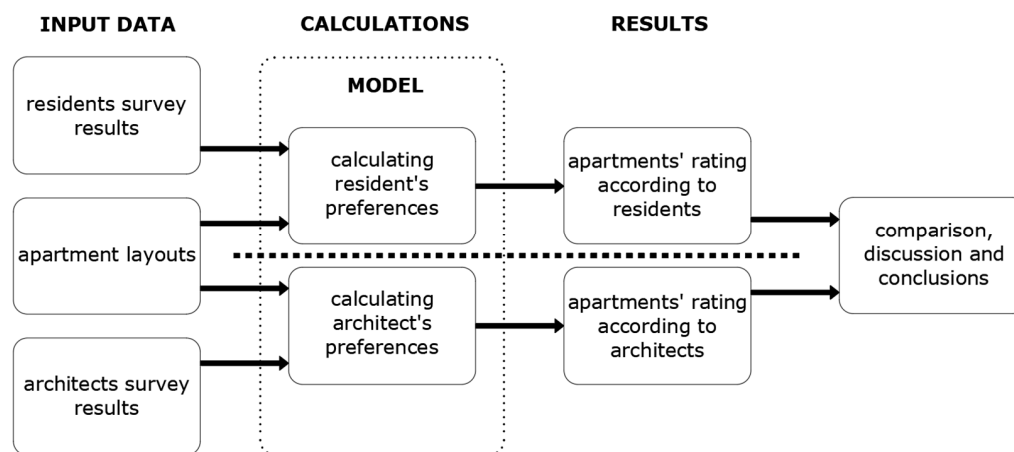 INPUT DATA
CALCULATIONS
RESULTS
MODEL
residents survey
results
apartment layouts
architects survey
results
calculating
resident's
preferences
calculating
architect's
preferences
apartments' rating
according to
residents
apartments' rating
according to
architects
comparison,
discussion and
conclusions